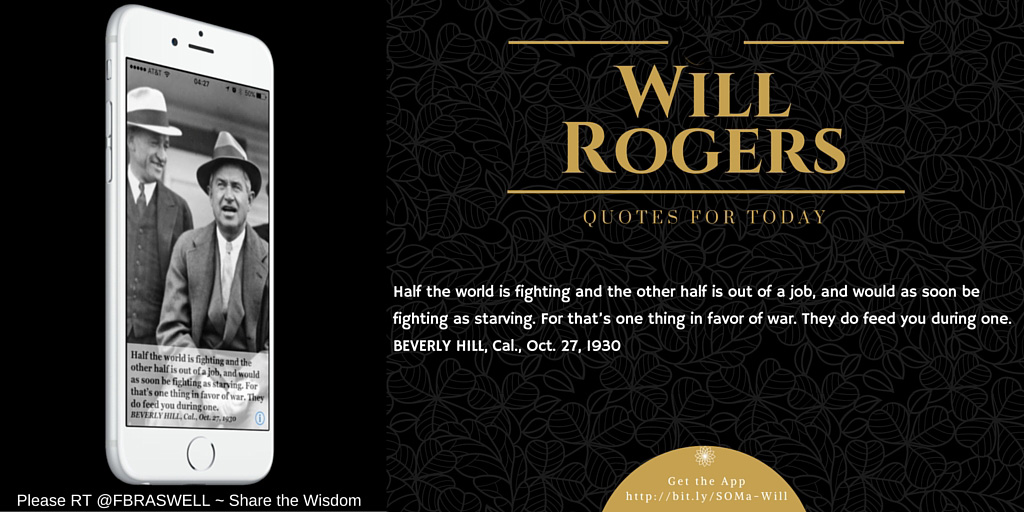 ●●●●● AT&T
04:27
50%
Half the world is fighting and the
other half is out of a job, and would
as soon be fighting as starving. For
that's one thing in favor of war. They
do feed you during one.
BEVERLY HILL, Cal., Oct. 27, 1930
Please RT @FBRASWELL ~ Share the Wisdom
WILL
ROGERS
QUOTES FOR TODAY
Half the world is fighting and the other half is out of a job, and would as soon be
fighting as starving. For that's one thing in favor of war. They do feed you during one.
BEVERLY HILL, Cal., Oct. 27, 1930
Get the App
http://bit.ly/SOMa-Will